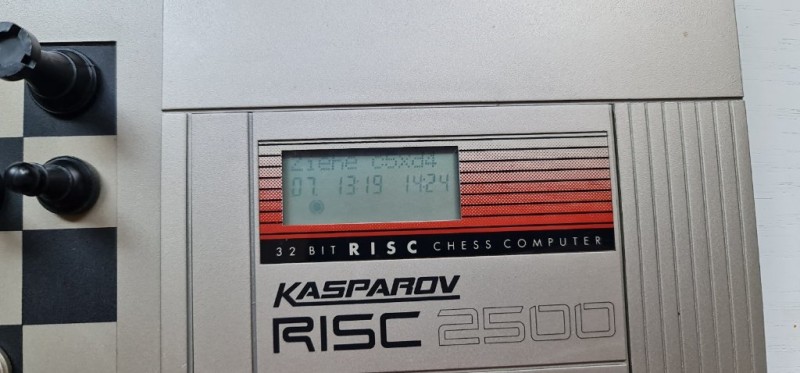 Ziehe c5xd4
07. 13:19 14:24
32 BIT RISC CHESS COMPUTER
KASPAROV
RISC 2500